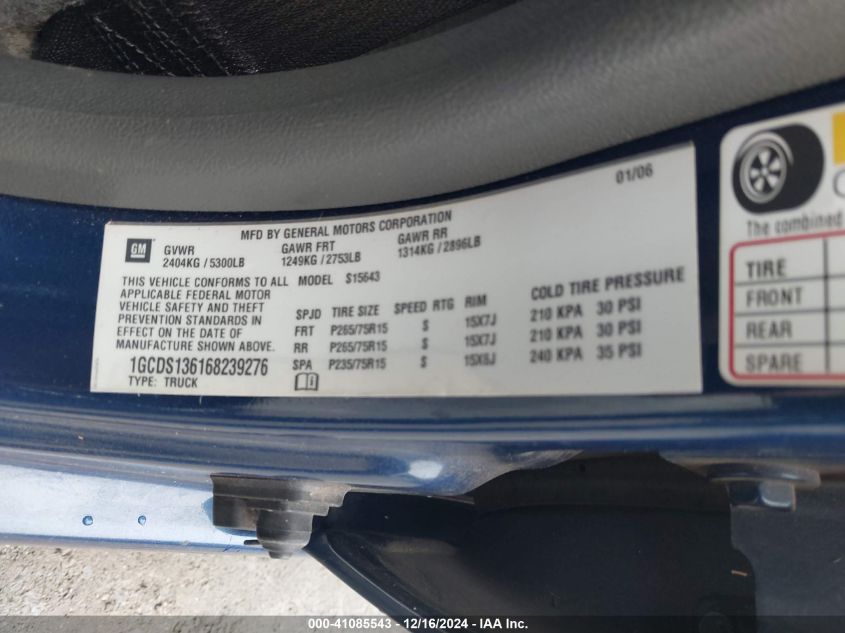 01/06
MFD BY GENERAL MOTORS CORPORATION
GM
GVWR GAWR FRT GAWR RR
2404KG / 5300LB 1249KG / 2753LB 1314KG / 2896LB
THIS VEHICLE CONFORMS TO ALL MODEL S15643
APPLICABLE FEDERAL MOTOR
VEHICLE SAFETY AND THEFT
PREVENTION STANDARDS IN
EFFECT ON THE DATE OF
MANUFACTURE SHOWN ABOVE.
SPJD TIRE SIZE SPEED RTG RIM COLD TIRE PRESSURE
FRT P265/75R15 S 15X7J 210 KPA 30 PSI
RR P265/75R15 S 15X7J 210 KPA 30 PSI
SPA P235/75R15 S 15X6J 240 KPA 35 PSI
1GCDS136168239276
TYPE: TRUCK
The combined
TIRE
FRONT
REAR
SPARE
000-41085543 - 12/16/2024 - IAA Inc.